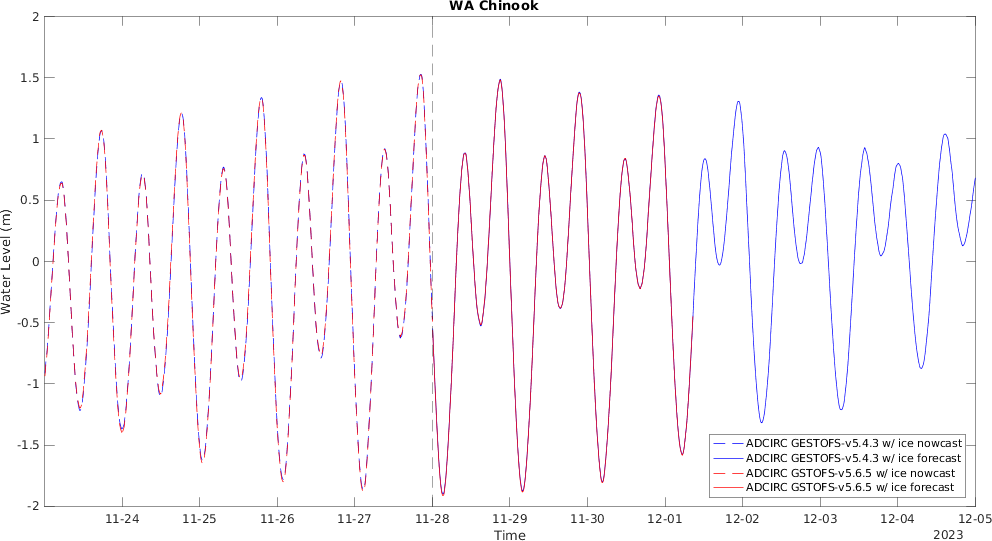 WA Chinook
2
1.5
1
0.5
0
-0.5
-1
-1.5
-2
Water Level (m)
ADCIRC GESTOFS-v5.4.3 w/ ice nowcast
ADCIRC GESTOFS-v5.4.3 w/ ice forecast
ADCIRC GSTOFS-v5.6.5 w/ ice nowcast
ADCIRC GSTOFS-v5.6.5 w/ ice forecast
11-24 11-25 11-26 11-27 11-28 11-29 11-30 12-01 12-02 12-03 12-04 12-05
Time
2023